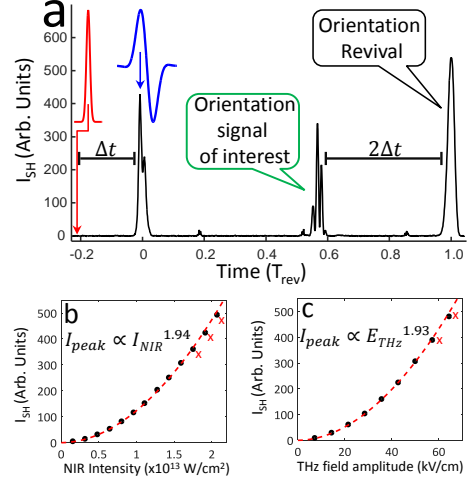 a
Orientation
Revival
Orientation
signal
of interest
Δt
2Δt
I_SH (Arb. Units)
600
500
400
300
200
100
0
-0.2 0 0.2 0.4 0.6 0.8 1.0
Time (T_rev)
b
I_peak ∝ I_NIR^1.94
x
x
x
I_SH (Arb. Units)
500
400
300
200
100
0
0 0.5 1 1.5 2
NIR Intensity (x10^13 W/cm^2)
c
I_peak ∝ E_THz^1.93
x
x
I_SH (Arb. Units)
500
400
300
200
100
0
0 20 40 60
THz field amplitude (kV/cm)